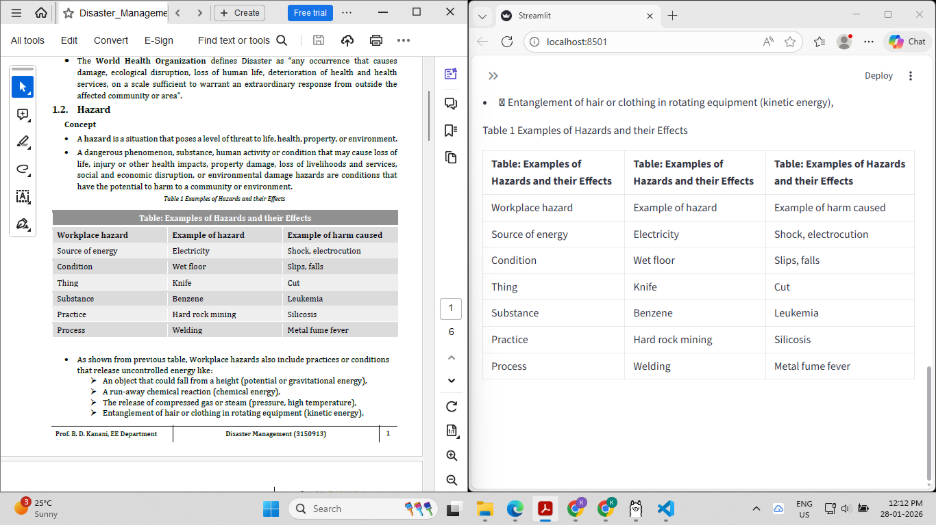 Disaster_Manageme
Create
Free trial
All tools Edit Convert E-Sign Find text or tools
• The World Health Organization defines Disaster as "any occurrence that causes
damage, ecological disruption, loss of human life, deterioration of health and health
services, on a scale sufficient to warrant an extraordinary response from outside the
affected community or area".
1.2. Hazard
Concept
• A hazard is a situation that poses a level of threat to life, health, property, or environment.
• A dangerous phenomenon, substance, human activity or condition that may cause loss of
life, injury or other health impacts, property damage, loss of livelihoods and services,
social and economic disruption, or environmental damage hazards are conditions that
have the potential to harm to a community or environment.
Table 1 Examples of Hazards and their Effects
Table: Examples of Hazards and their Effects
Workplace hazard Example of hazard Example of harm caused
Source of energy Electricity Shock, electrocution
Condition Wet floor Slips, falls
Thing Knife Cut
Substance Benzene Leukemia
Practice Hard rock mining Silicosis
Process Welding Metal fume fever
• As shown from previous table, Workplace hazards also include practices or conditions
that release uncontrolled energy like:
➢ An object that could fall from a height (potential or gravitational energy),
➢ A run-away chemical reaction (chemical energy),
➢ The release of compressed gas or steam (pressure, high temperature),
➢ Entanglement of hair or clothing in rotating equipment (kinetic energy).
Prof. B. D. Kanani, EE Department Disaster Management (3150913) 1
1
6
Streamlit
localhost:8501
Chat
Deploy
• Entanglement of hair or clothing in rotating equipment (kinetic energy),
Table 1 Examples of Hazards and their Effects
Table: Examples of Table: Examples of Table: Examples of Hazards
Hazards and their Effects Hazards and their Effects and their Effects
Workplace hazard Example of hazard Example of harm caused
Source of energy Electricity Shock, electrocution
Condition Wet floor Slips, falls
Thing Knife Cut
Substance Benzene Leukemia
Practice Hard rock mining Silicosis
Process Welding Metal fume fever
3
25°C
Sunny
Search
ENG
US
12:12 PM
28-01-2026